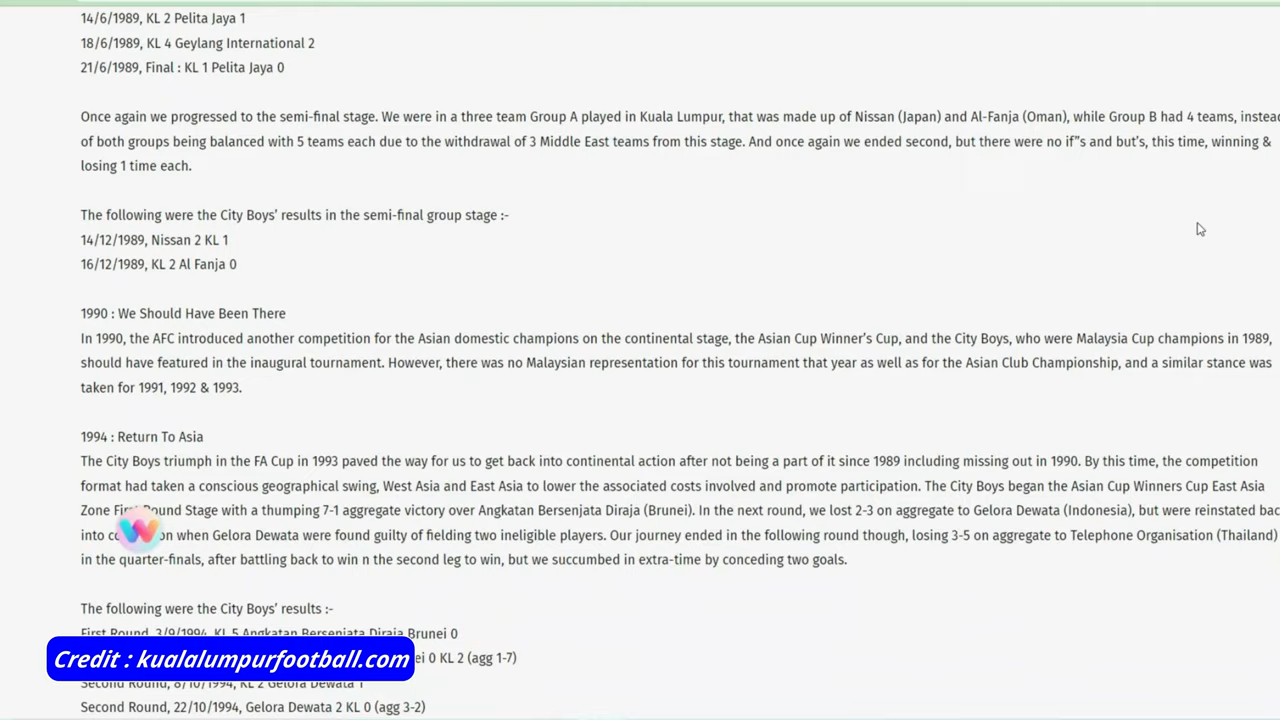 14/6/1989, KL 2 Pelita Jaya 1
18/6/1989, KL 4 Geylang International 2
21/6/1989, Final : KL 1 Pelita Jaya 0
Once again we progressed to the semi-final stage. We were in a three team Group A played in Kuala Lumpur, that was made up of Nissan (Japan) and Al-Fanja (Oman), while Group B had 4 teams,
of both groups being balanced with 5 teams each due to the withdrawal of 3 Middle East teams from this stage. And once again we ended second, but there were no if"s and but's, this time, winning &
losing 1 time each.
The following were the City Boys' results in the semi-final group stage :-
14/12/1989, Nissan 2 KL 1
16/12/1989, KL 2 Al Fanja 0
1990 : We Should Have Been There
In 1990, the AFC introduced another competition for the Asian domestic champions on the continental stage, the Asian Cup Winner's Cup, and the City Boys, who were Malaysia Cup champions in 1989,
should have featured in the inaugural tournament. However, there was no Malaysian representation for this tournament that year as well as for the Asian Club Championship, and a similar stance was
taken for 1991, 1992 & 1993.
1994 : Return To Asia
The City Boys triumph in the FA Cup in 1993 paved the way for us to get back into continental action after not being a part of it since 1989 including missing out in 1990. By this time, the competition
format had taken a conscious geographical swing, West Asia and East Asia to lower the associated costs involved and promote participation. The City Boys began the Asian Cup Winners Cup East Asia
Zone First Round Stage with a thumping 7-1 aggregate victory over Angkatan Bersenjata Diraja (Brunei). In the next round, we lost 2-3 on aggregate to Gelora Dewata (Indonesia), but were reinstated
into when Gelora Dewata were found guilty of fielding two ineligible players. Our journey ended in the following round though, losing 3-5 on aggregate to Telephone Organisation (Thailand)
in the quarter-finals, after battling back to win n the second leg to win, but we succumbed in extra-time by conceding two goals.
The following were the City Boys' results :-
First Round, 3/9/1994, KL 5 Angkatan Bersenjata Diraja Brunei 0
0 KL 2 (agg 1-7)
Credit : kualalumpurfootball.com
Second Round, 8/10/1994, KL 2 Gelora Dewata 1
Second Round, 22/10/1994, Gelora Dewata 2 KL 0 (agg 3-2)